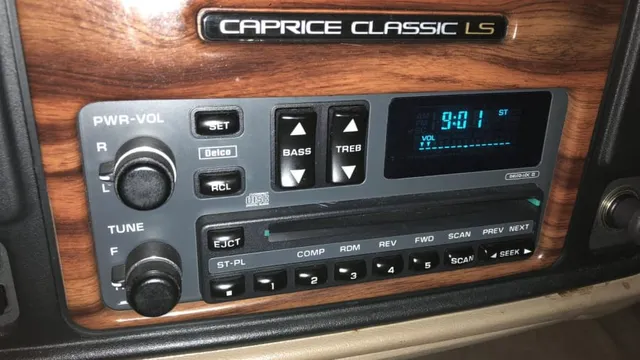 CAPRICE CLASSIC LS
PWR-VOL
SET
BASS
TREB
9:01
ST
VOL
R
L
Delco
RCL
TUNE
F
EJCT
COMP RDM REV FWD SCAN PREV NEXT
ST-PL
1 2 3 4 5 SCAN SEEK